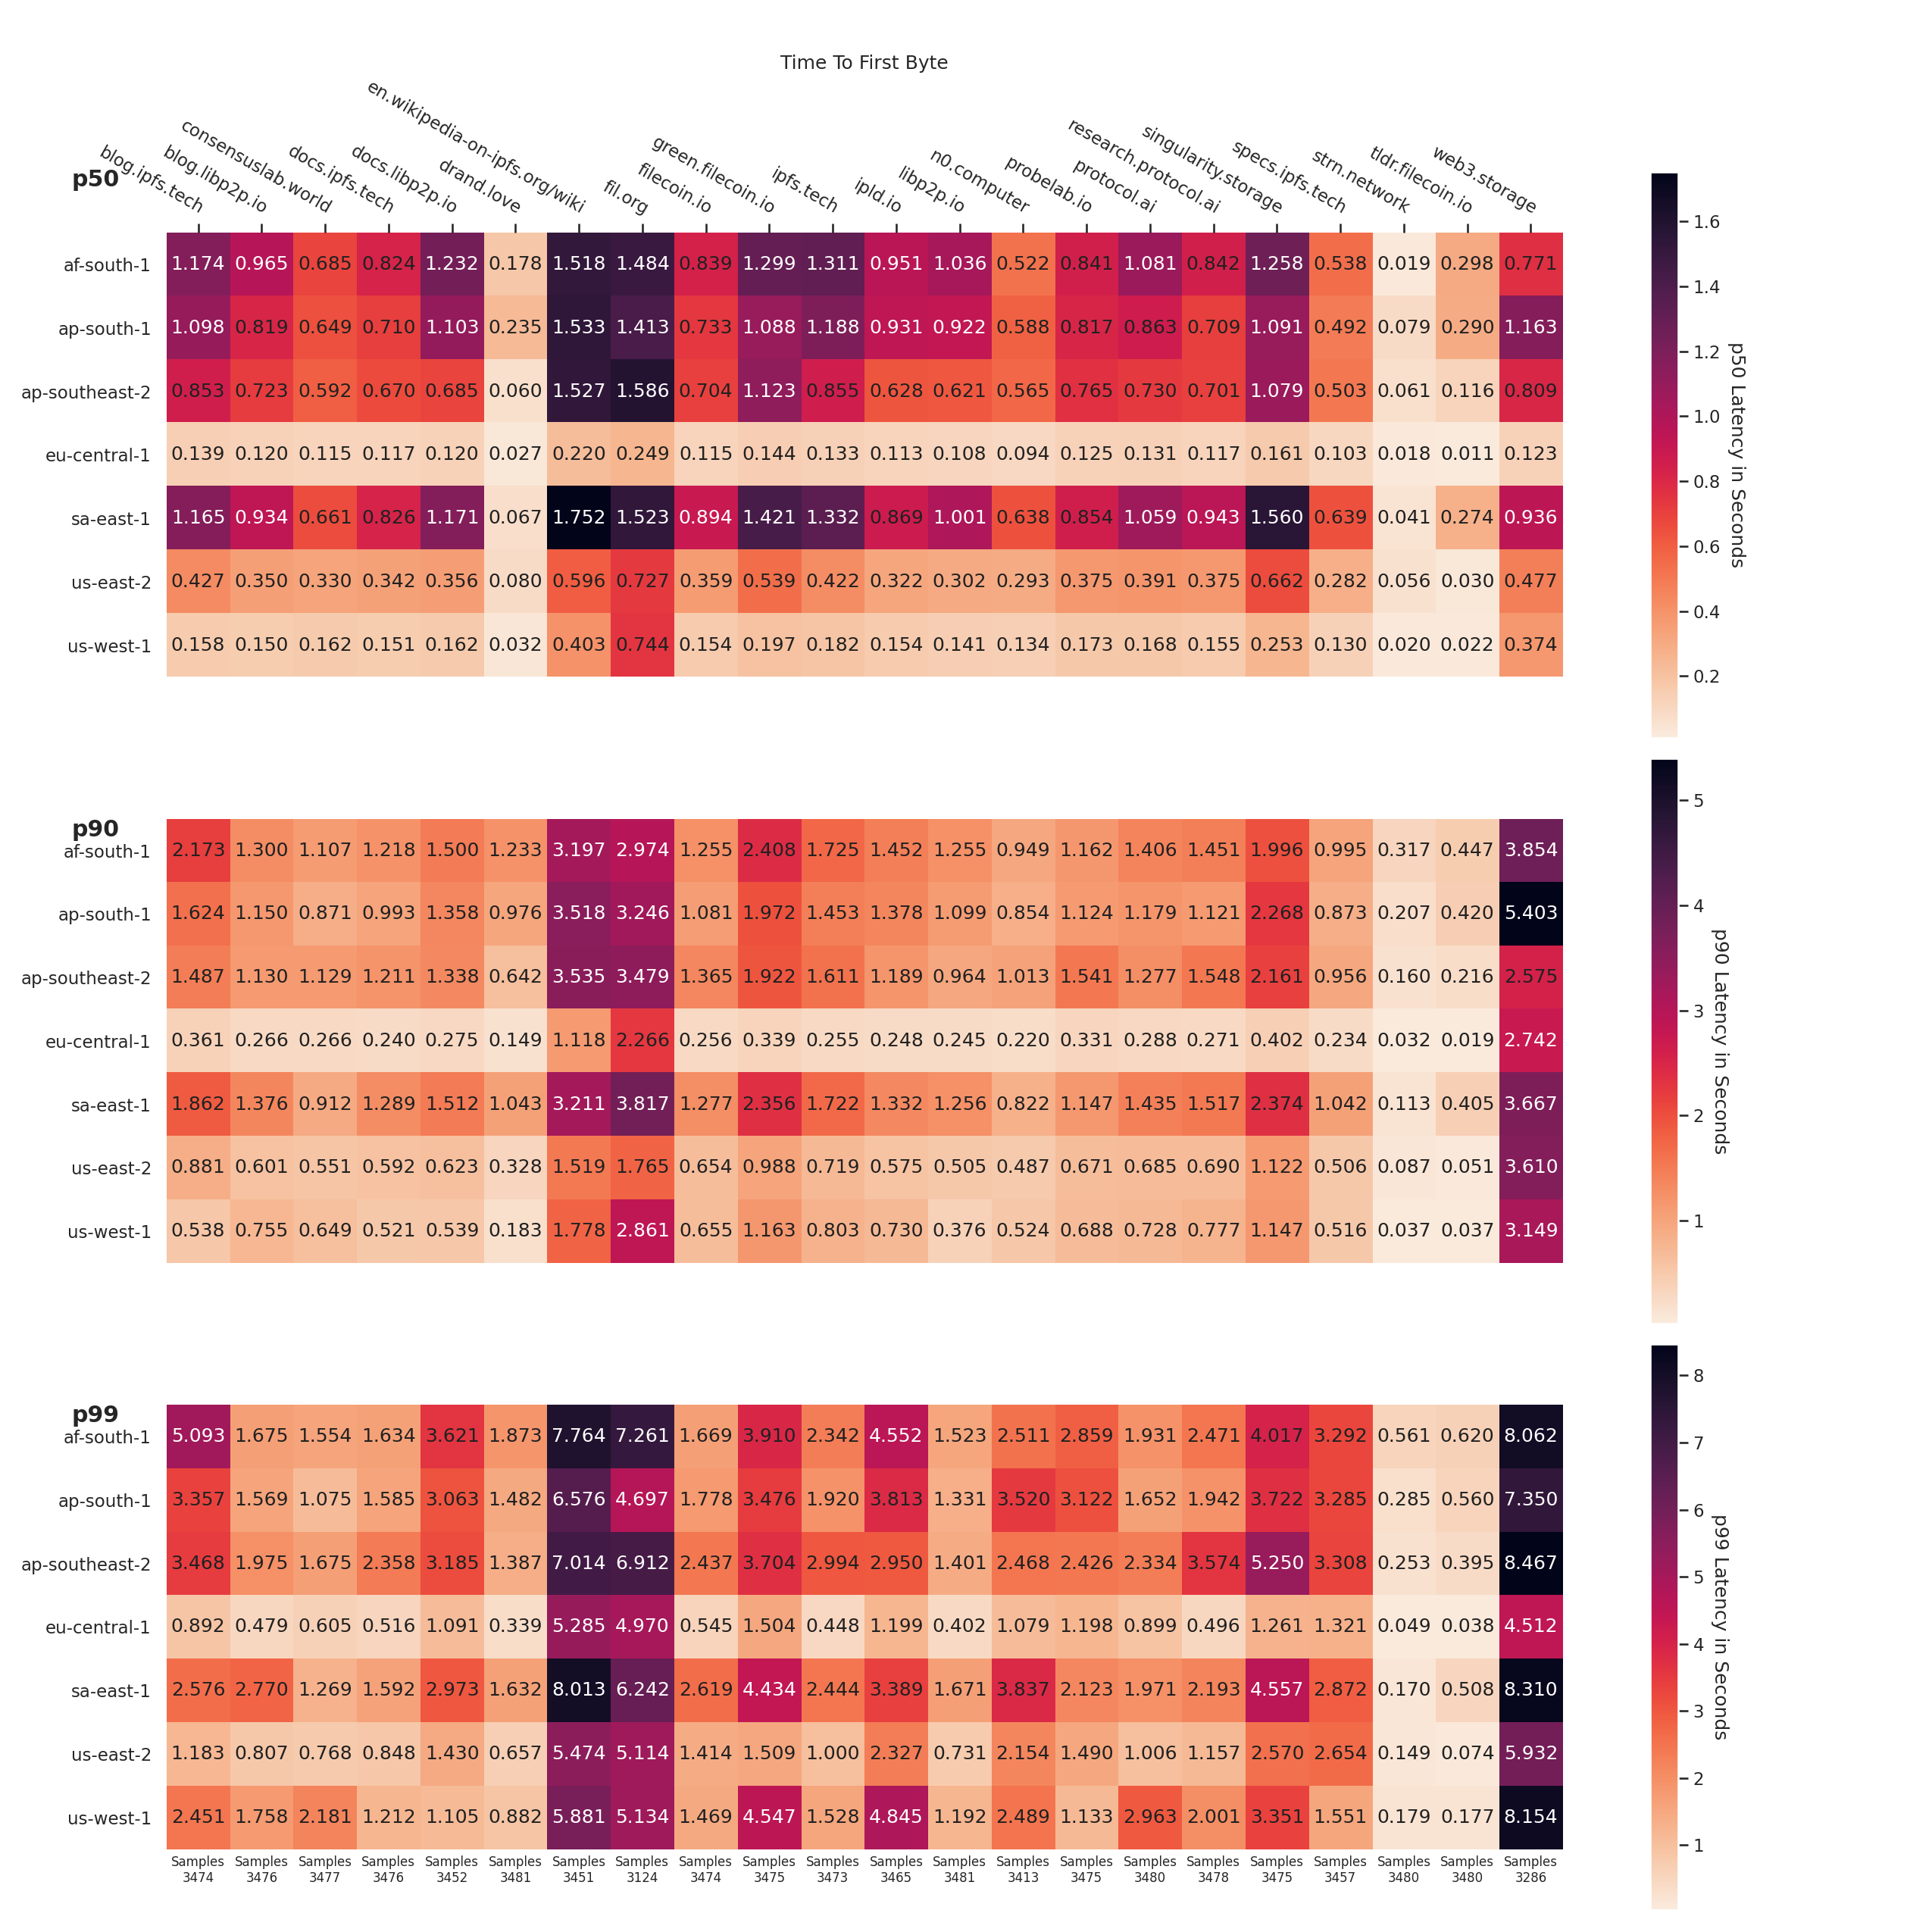 Time To First Byte
p50
blog.ipfs.tech
blog.libp2p.io
consensuslab.world
docs.ipfs.tech
docs.libp2p.io
drand.love
en.wikipedia-on-ipfs.org/wiki
fil.org
filecoin.io
green.filecoin.io
ipfs.tech
ipld.io
libp2p.io
n0.computer
probelab.io
protocol.ai
research.protocol.ai
singularity.storage
specs.ipfs.tech
strn.network
tldr.filecoin.io
web3.storage
af-south-1 1.174 0.965 0.685 0.824 1.232 0.178 1.518 1.484 0.839 1.299 1.311 0.951 1.036 0.522 0.841 1.081 0.842 1.258 0.538 0.019 0.298 0.771
ap-south-1 1.098 0.819 0.649 0.710 1.103 0.235 1.533 1.413 0.733 1.088 1.188 0.931 0.922 0.588 0.817 0.863 0.709 1.091 0.492 0.079 0.290 1.163
ap-southeast-2 0.853 0.723 0.592 0.670 0.685 0.060 1.527 1.586 0.704 1.123 0.855 0.628 0.621 0.565 0.765 0.730 0.701 1.079 0.503 0.061 0.116 0.809
eu-central-1 0.139 0.120 0.115 0.117 0.120 0.027 0.220 0.249 0.115 0.144 0.133 0.113 0.108 0.094 0.125 0.131 0.117 0.161 0.103 0.018 0.011 0.123
sa-east-1 1.165 0.934 0.661 0.826 1.171 0.067 1.752 1.523 0.894 1.421 1.332 0.869 1.001 0.638 0.854 1.059 0.943 1.560 0.639 0.041 0.274 0.936
us-east-2 0.427 0.350 0.330 0.342 0.356 0.080 0.596 0.727 0.359 0.539 0.422 0.322 0.302 0.293 0.375 0.391 0.375 0.662 0.282 0.056 0.030 0.477
us-west-1 0.158 0.150 0.162 0.151 0.162 0.032 0.403 0.744 0.154 0.197 0.182 0.154 0.141 0.134 0.173 0.168 0.155 0.253 0.130 0.020 0.022 0.374
1.6
1.4
1.2
1.0
0.8
0.6
0.4
0.2
p50 Latency in Seconds
p90
af-south-1 2.173 1.300 1.107 1.218 1.500 1.233 3.197 2.974 1.255 2.408 1.725 1.452 1.255 0.949 1.162 1.406 1.451 1.996 0.995 0.317 0.447 3.854
ap-south-1 1.624 1.150 0.871 0.993 1.358 0.976 3.518 3.246 1.081 1.972 1.453 1.378 1.099 0.854 1.124 1.179 1.121 2.268 0.873 0.207 0.420 5.403
ap-southeast-2 1.487 1.130 1.129 1.211 1.338 0.642 3.535 3.479 1.365 1.922 1.611 1.189 0.964 1.013 1.541 1.277 1.548 2.161 0.956 0.160 0.216 2.575
eu-central-1 0.361 0.266 0.266 0.240 0.275 0.149 1.118 2.266 0.256 0.339 0.255 0.248 0.245 0.220 0.331 0.288 0.271 0.402 0.234 0.032 0.019 2.742
sa-east-1 1.862 1.376 0.912 1.289 1.512 1.043 3.211 3.817 1.277 2.356 1.722 1.332 1.256 0.822 1.147 1.435 1.517 2.374 1.042 0.113 0.405 3.667
us-east-2 0.881 0.601 0.551 0.592 0.623 0.328 1.519 1.765 0.654 0.988 0.719 0.575 0.505 0.487 0.671 0.685 0.690 1.122 0.506 0.087 0.051 3.610
us-west-1 0.538 0.755 0.649 0.521 0.539 0.183 1.778 2.861 0.655 1.163 0.803 0.730 0.376 0.524 0.688 0.728 0.777 1.147 0.516 0.037 0.037 3.149
5
4
3
2
1
p90 Latency in Seconds
p99
af-south-1 5.093 1.675 1.554 1.634 3.621 1.873 7.764 7.261 1.669 3.910 2.342 4.552 1.523 2.511 2.859 1.931 2.471 4.017 3.292 0.561 0.620 8.062
ap-south-1 3.357 1.569 1.075 1.585 3.063 1.482 6.576 4.697 1.778 3.476 1.920 3.813 1.331 3.520 3.122 1.652 1.942 3.722 3.285 0.285 0.560 7.350
ap-southeast-2 3.468 1.975 1.675 2.358 3.185 1.387 7.014 6.912 2.437 3.704 2.994 2.950 1.401 2.468 2.426 2.334 3.574 5.250 3.308 0.253 0.395 8.467
eu-central-1 0.892 0.479 0.605 0.516 1.091 0.339 5.285 4.970 0.545 1.504 0.448 1.199 0.402 1.079 1.198 0.899 0.496 1.261 1.321 0.049 0.038 4.512
sa-east-1 2.576 2.770 1.269 1.592 2.973 1.632 8.013 6.242 2.619 4.434 2.444 3.389 1.671 3.837 2.123 1.971 2.193 4.557 2.872 0.170 0.508 8.310
us-east-2 1.183 0.807 0.768 0.848 1.430 0.657 5.474 5.114 1.414 1.509 1.000 2.327 0.731 2.154 1.490 1.006 1.157 2.570 2.654 0.149 0.074 5.932
us-west-1 2.451 1.758 2.181 1.212 1.105 0.882 5.881 5.134 1.469 4.547 1.528 4.845 1.192 2.489 1.133 2.963 2.001 3.351 1.551 0.179 0.177 8.154
Samples Samples Samples Samples Samples Samples Samples Samples Samples Samples Samples Samples Samples Samples Samples Samples Samples Samples Samples Samples Samples Samples
3474 3476 3477 3476 3452 3481 3451 3124 3474 3475 3473 3465 3481 3413 3475 3480 3478 3475 3457 3480 3480 3286
8
7
6
5
4
3
2
1
p99 Latency in Seconds